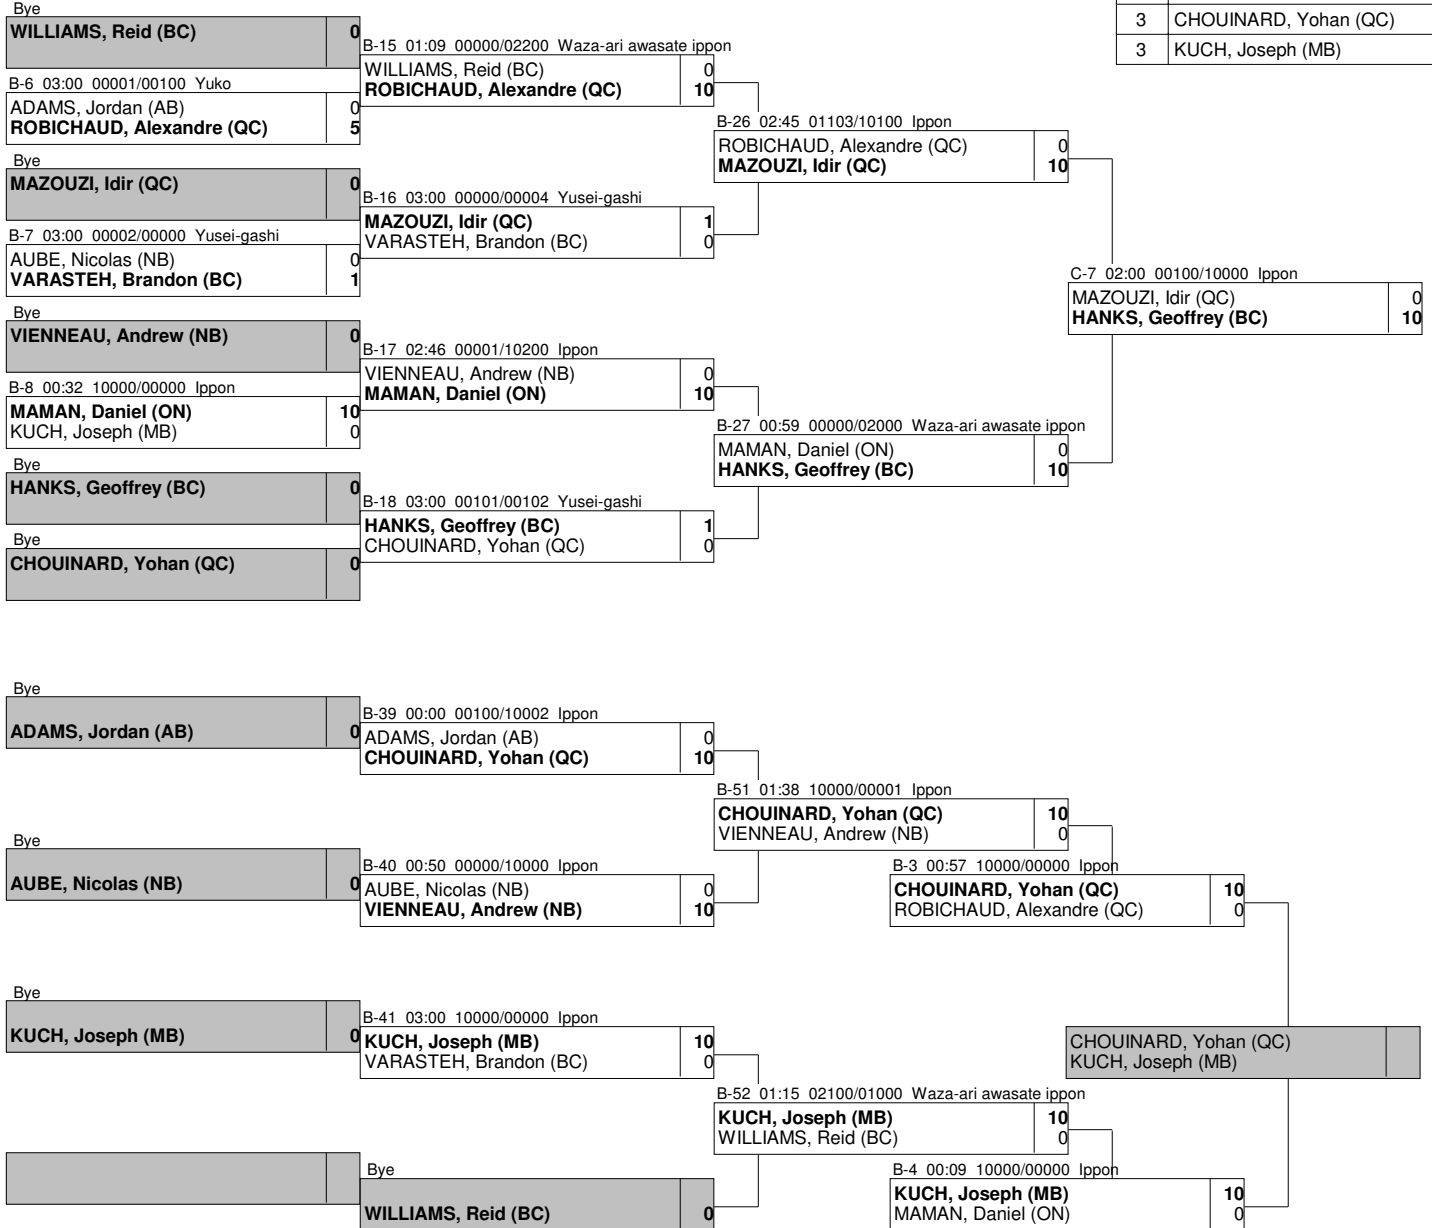 Bye
WILLIAMS, Reid (BC) 0
B-6 03:00 00001/00100 Yuko
ADAMS, Jordan (AB) 0
ROBICHAUD, Alexandre (QC) 5
Bye
MAZOUZI, Idir (QC) 0
B-7 03:00 00002/00000 Yusei-gashi
AUBE, Nicolas (NB) 0
VARASTEH, Brandon (BC) 1
Bye
VIENNEAU, Andrew (NB) 0
B-8 00:32 10000/00000 Ippon
MAMAN, Daniel (ON) 10
KUCH, Joseph (MB) 0
Bye
HANKS, Geoffrey (BC) 0
Bye
CHOUINARD, Yohan (QC) 0
B-15 01:09 00000/02200 Waza-ari awasate ippon
WILLIAMS, Reid (BC) 0
ROBICHAUD, Alexandre (QC) 10
B-16 03:00 00000/00004 Yusei-gashi
MAZOUZI, Idir (QC) 1
VARASTEH, Brandon (BC) 0
B-17 02:46 00001/10200 Ippon
VIENNEAU, Andrew (NB) 0
MAMAN, Daniel (ON) 10
B-18 03:00 00101/00102 Yusei-gashi
HANKS, Geoffrey (BC) 1
CHOUINARD, Yohan (QC) 0
B-26 02:45 01103/10100 Ippon
ROBICHAUD, Alexandre (QC) 0
MAZOUZI, Idir (QC) 10
B-27 00:59 00000/02000 Waza-ari awasate ippon
MAMAN, Daniel (ON) 0
HANKS, Geoffrey (BC) 10
C-7 02:00 00100/10000 Ippon
MAZOUZI, Idir (QC) 0
HANKS, Geoffrey (BC) 10
3 CHOUINARD, Yohan (QC)
3 KUCH, Joseph (MB)
Bye
ADAMS, Jordan (AB) 0
Bye
AUBE, Nicolas (NB) 0
Bye
KUCH, Joseph (MB) 0
B-39 00:00 00100/10002 Ippon
ADAMS, Jordan (AB) 0
CHOUINARD, Yohan (QC) 10
B-40 00:50 00000/10000 Ippon
AUBE, Nicolas (NB) 0
VIENNEAU, Andrew (NB) 10
B-41 03:00 10000/00000 Ippon
KUCH, Joseph (MB) 10
VARASTEH, Brandon (BC) 0
Bye
WILLIAMS, Reid (BC) 0
B-51 01:38 10000/00001 Ippon
CHOUINARD, Yohan (QC) 10
VIENNEAU, Andrew (NB) 0
B-52 01:15 02100/01000 Waza-ari awasate ippon
KUCH, Joseph (MB) 10
WILLIAMS, Reid (BC) 0
B-3 00:57 10000/00000 Ippon
CHOUINARD, Yohan (QC) 10
ROBICHAUD, Alexandre (QC) 0
B-4 00:09 10000/00000 Ippon
KUCH, Joseph (MB) 10
MAMAN, Daniel (ON) 0
CHOUINARD, Yohan (QC)
KUCH, Joseph (MB)